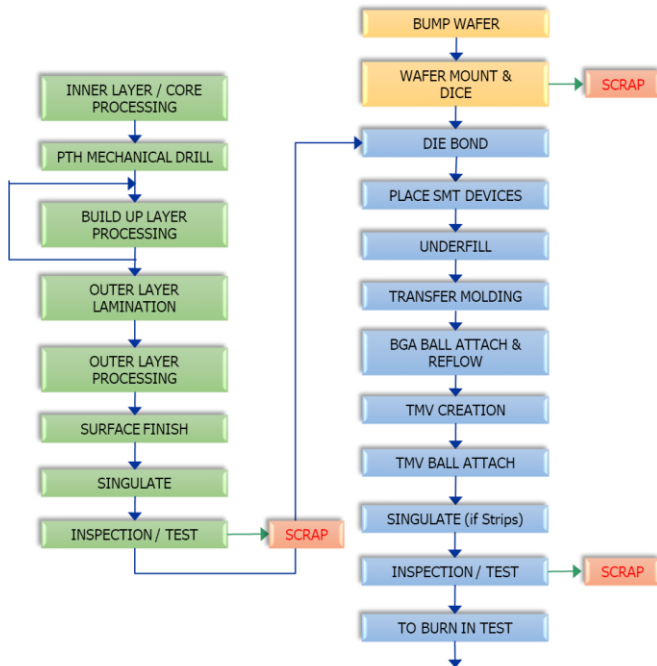 INNER LAYER / CORE
PROCESSING
PTH MECHANICAL DRILL
BUILD UP LAYER
PROCESSING
OUTER LAYER
LAMINATION
OUTER LAYER
PROCESSING
SURFACE FINISH
SINGULATE
INSPECTION / TEST
SCRAP
BUMP WAFER
WAFER MOUNT &
DICE
SCRAP
DIE BOND
PLACE SMT DEVICES
UNDERFILL
TRANSFER MOLDING
BGA BALL ATTACH &
REFLOW
TMV CREATION
TMV BALL ATTACH
SINGULATE (if Strips)
INSPECTION / TEST
SCRAP
TO BURN IN TEST